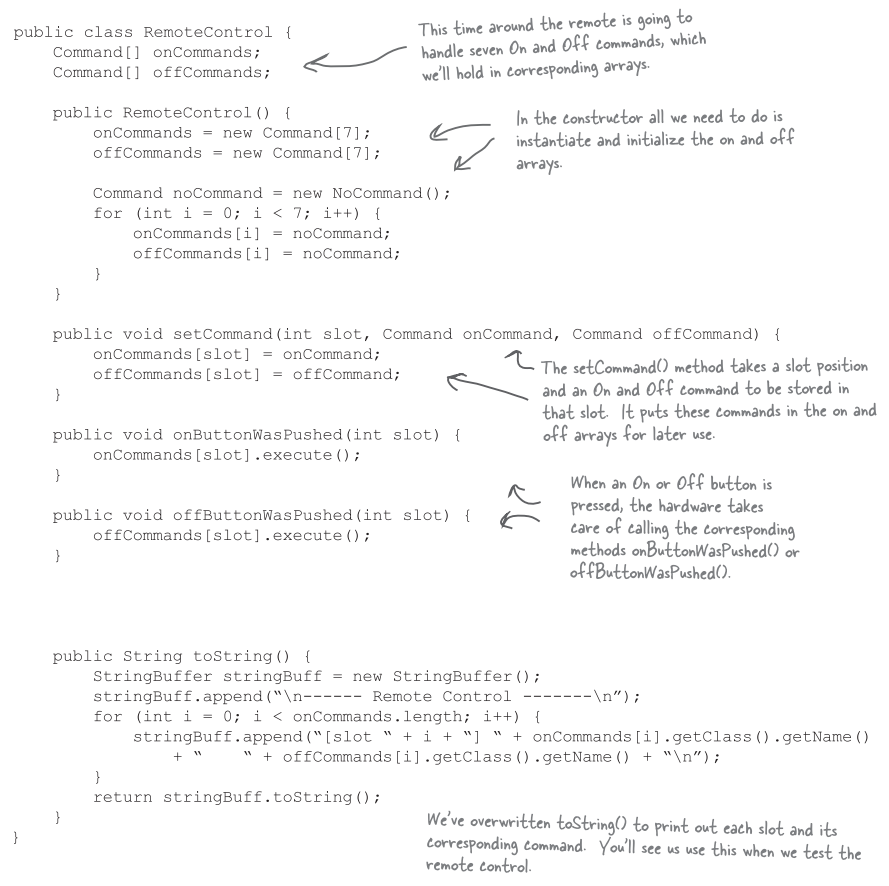 public class RemoteControl {
Command[] onCommands;
Command[] offCommands;
This time around the remote is going to
handle seven On and Off commands, which
we'll hold in corresponding arrays.
public RemoteControl() {
onCommands = new Command[7];
offCommands = new Command[7];
In the constructor all we need to do is
instantiate and initialize the on and off
arrays.
Command noCommand = new NoCommand();
for (int i = 0; i < 7; i++) {
onCommands[i] = noCommand;
offCommands[i] = noCommand;
}
}
public void setCommand(int slot, Command onCommand, Command offCommand) {
onCommands[slot] = onCommand;
offCommands[slot] = offCommand;
}
The setCommand() method takes a slot position
and an On and Off command to be stored in
that slot. It puts these commands in the on and
off arrays for later use.
public void onButtonWasPushed(int slot) {
onCommands[slot].execute();
}
public void offButtonWasPushed(int slot) {
offCommands[slot].execute();
}
When an On or Off button is
pressed, the hardware takes
care of calling the corresponding
methods onButtonWasPushed() or
offButtonWasPushed().
public String toString() {
StringBuffer stringBuff = new StringBuffer();
stringBuff.append(“\n------ Remote Control -------\n”);
for (int i = 0; i < onCommands.length; i++) {
stringBuff.append(“[slot “ + i + “] “ + onCommands[i].getClass().getName()
+ “    “ + offCommands[i].getClass().getName() + “\n”);
}
return stringBuff.toString();
}
}
We've overwritten toString() to print out each slot and its
corresponding command. You'll see us use this when we test the
remote control.